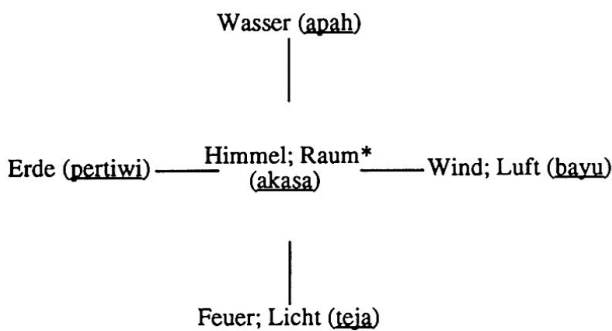 Wasser (apah)
Erde (pertiwi)
Himmel; Raum*
(akasa)
Wind; Luft (bayu)
Feuer; Licht (teja)